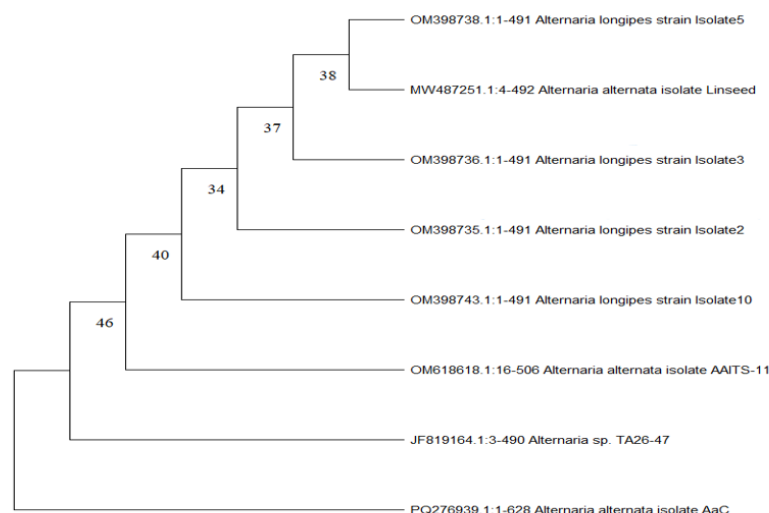 OM398738.1:1-491 Alternaria longipes strain Isolate5
38
MW487251.1:4-492 Alternaria alternata isolate Linseed
37
OM398736.1:1-491 Alternaria longipes strain Isolate3
34
OM398735.1:1-491 Alternaria longipes strain Isolate2
40
OM398743.1:1-491 Alternaria longipes strain Isolate10
46
OM618618.1:16-506 Alternaria alternata isolate AAITS-11
JF819164.1:3-490 Alternaria sp. TA26-47
PQ276939.1:1-628 Alternaria alternata isolate AaC